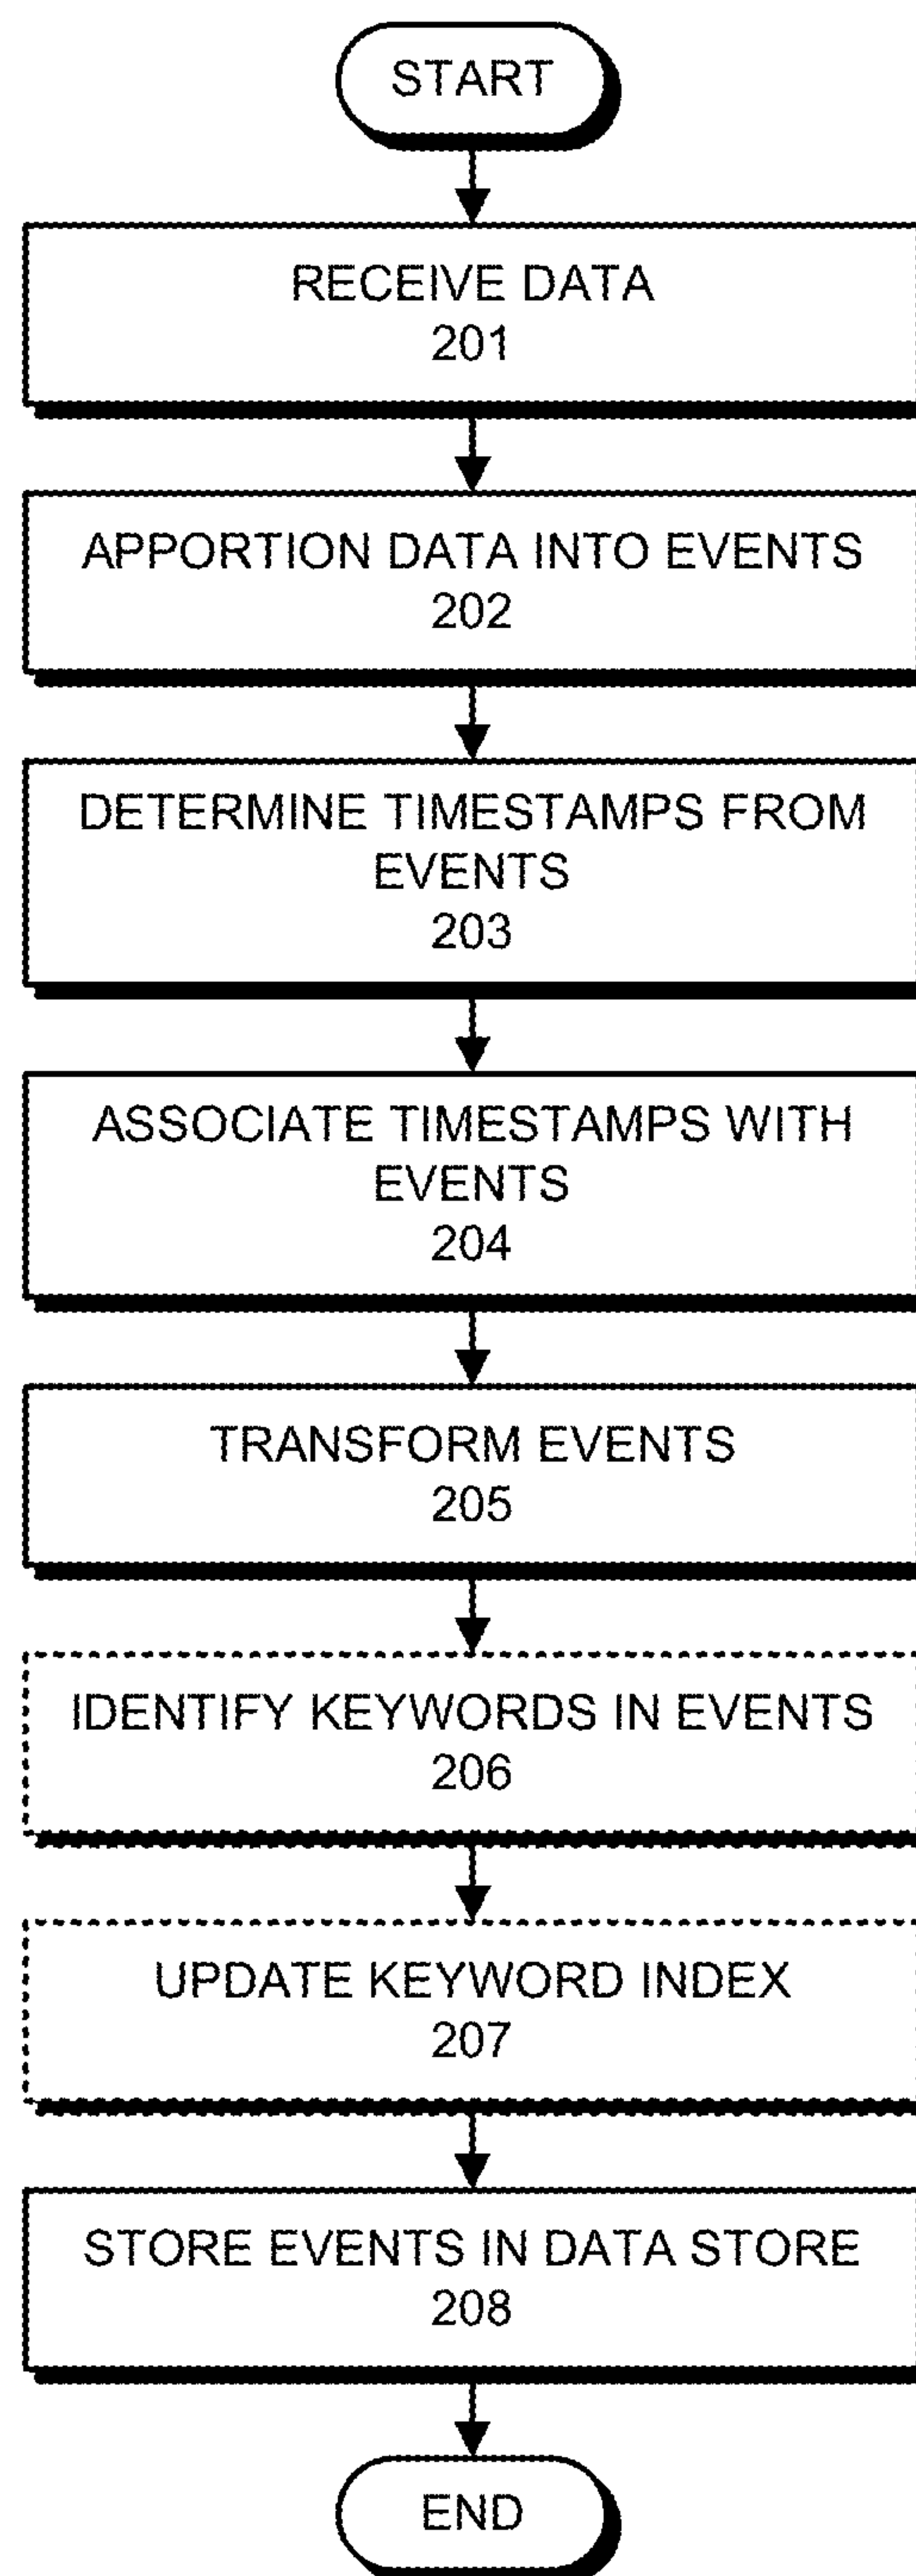 START
RECEIVE DATA
201
APPORTION DATA INTO EVENTS
202
DETERMINE TIMESTAMPS FROM
EVENTS
203
ASSOCIATE TIMESTAMPS WITH
EVENTS
204
TRANSFORM EVENTS
205
IDENTIFY KEYWORDS IN EVENTS
206
UPDATE KEYWORD INDEX
207
STORE EVENTS IN DATA STORE
208
END